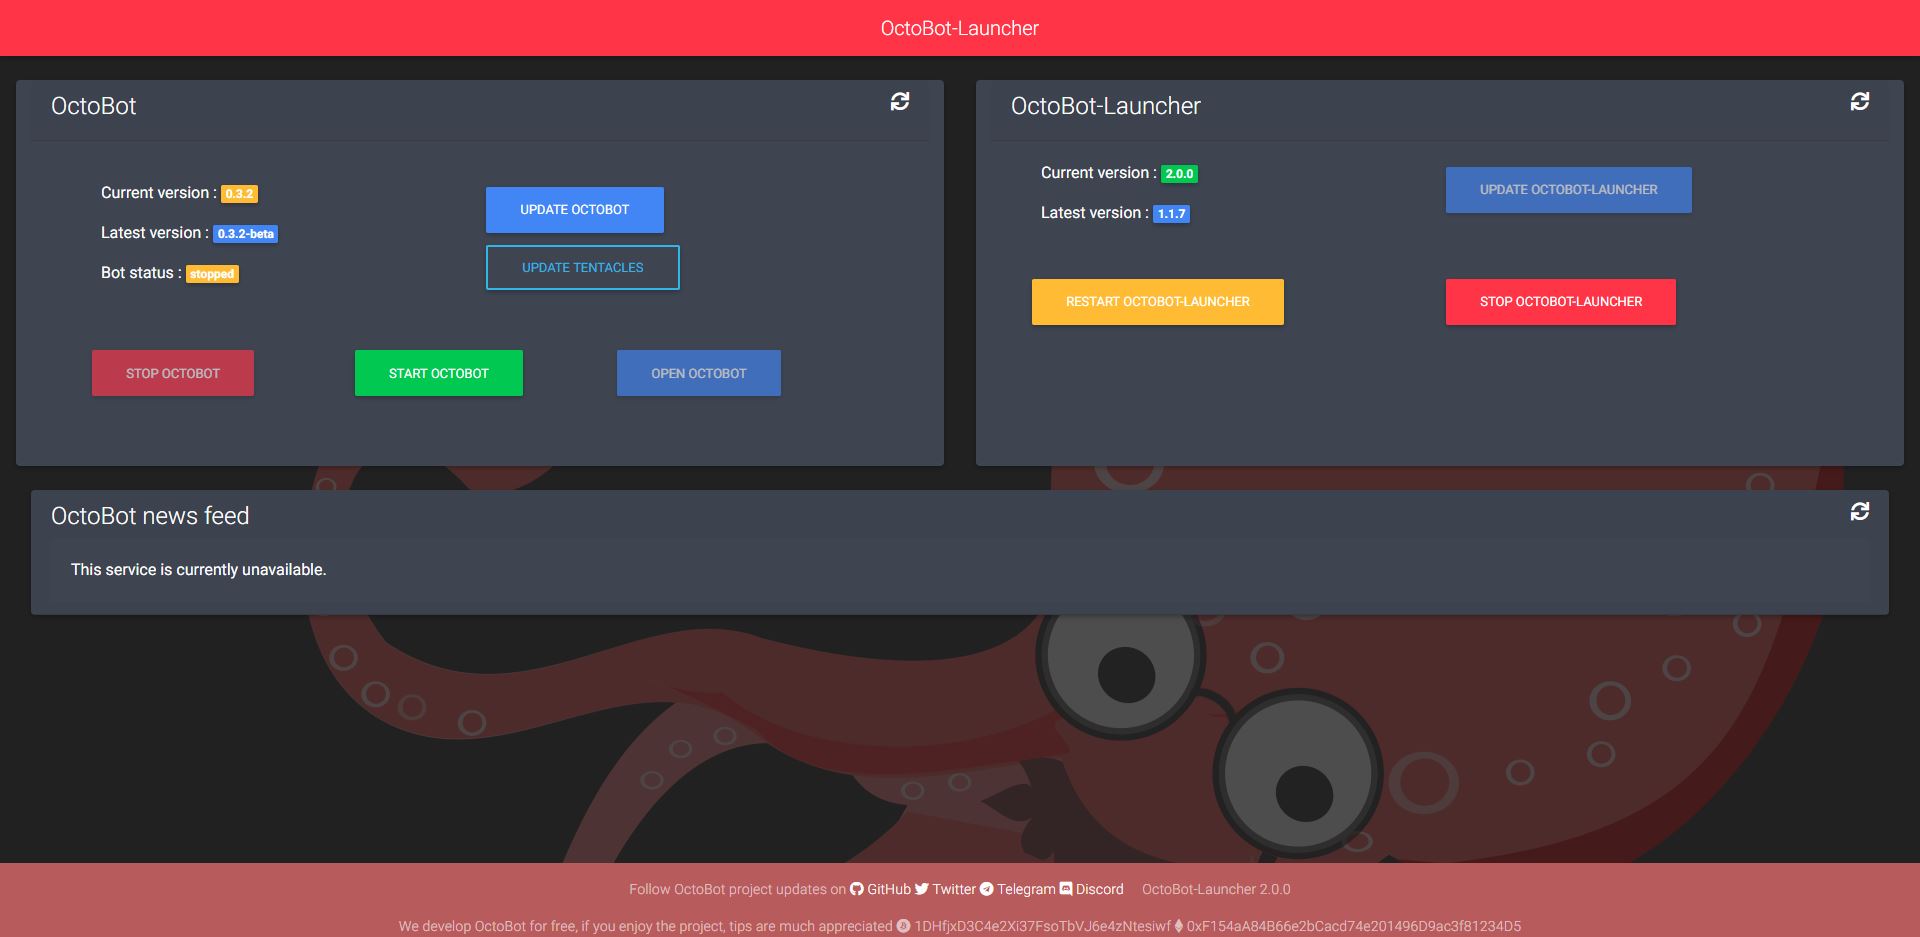 OctoBot-Launcher
OctoBot
Current version : 0.3.2
Latest version : 0.3.2-beta
Bot status : stopped
UPDATE OCTOBOT
UPDATE TENTACLES
STOP OCTOBOT
START OCTOBOT
OPEN OCTOBOT
OctoBot-Launcher
Current version : 2.0.0
Latest version : 1.1.7
UPDATE OCTOBOT-LAUNCHER
RESTART OCTOBOT-LAUNCHER
STOP OCTOBOT-LAUNCHER
OctoBot news feed
This service is currently unavailable.
Follow OctoBot project updates on GitHub Twitter Telegram Discord OctoBot-Launcher 2.0.0
We develop OctoBot for free, if you enjoy the project, tips are much appreciated 1DHfjxD3C4e2Xi37FsoTbVJ6e4zNtesiwf 0xF154aA84B66e2bCacd74e201496D9ac3f81234D5